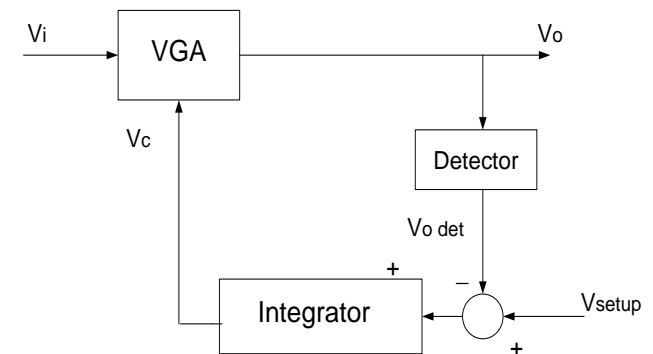 Vi
VGA
Vo
Vc
Detector
Vo det
+
−
Integrator
Vsetup
+